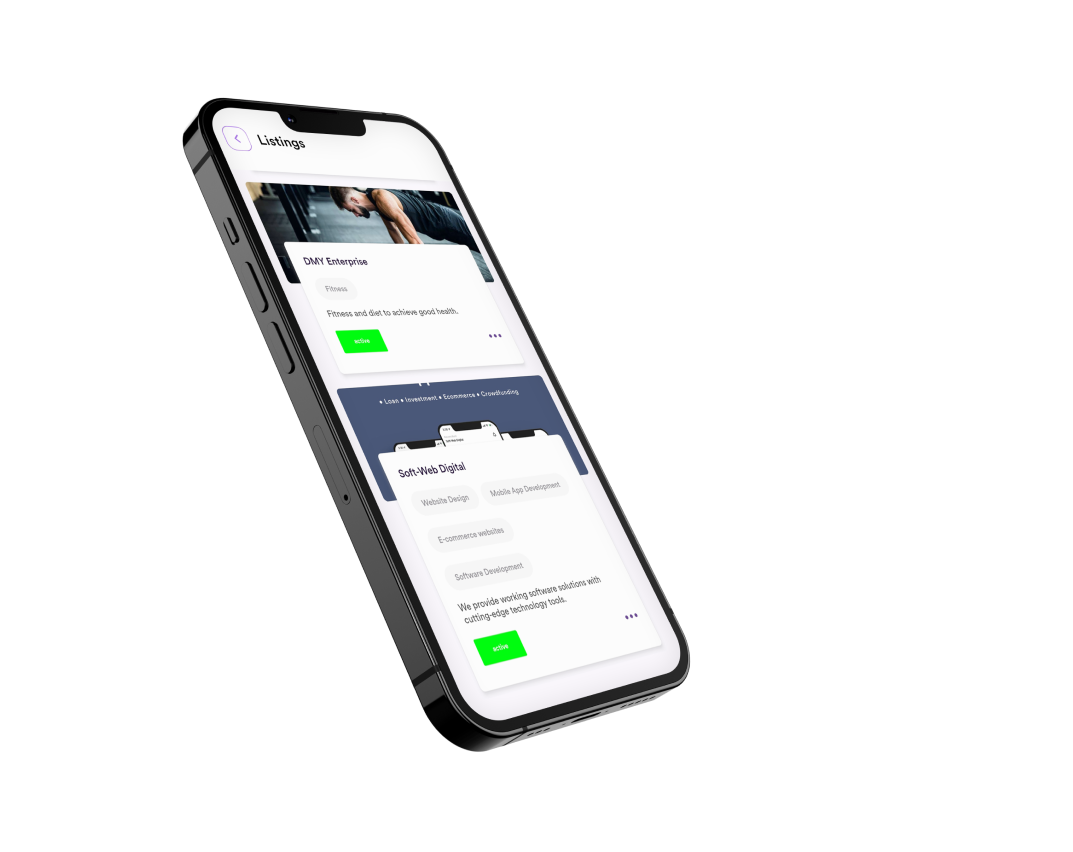 Listings
DMY Enterprise
Fitness
Fitness and diet to achieve good health.
active
• Loan • Investment • Ecommerce • Crowdfunding
Soft-Web Digital
Website Design
Mobile App Development
E-commerce websites
Software Development
We provide working software solutions with
cutting-edge technology tools.
active